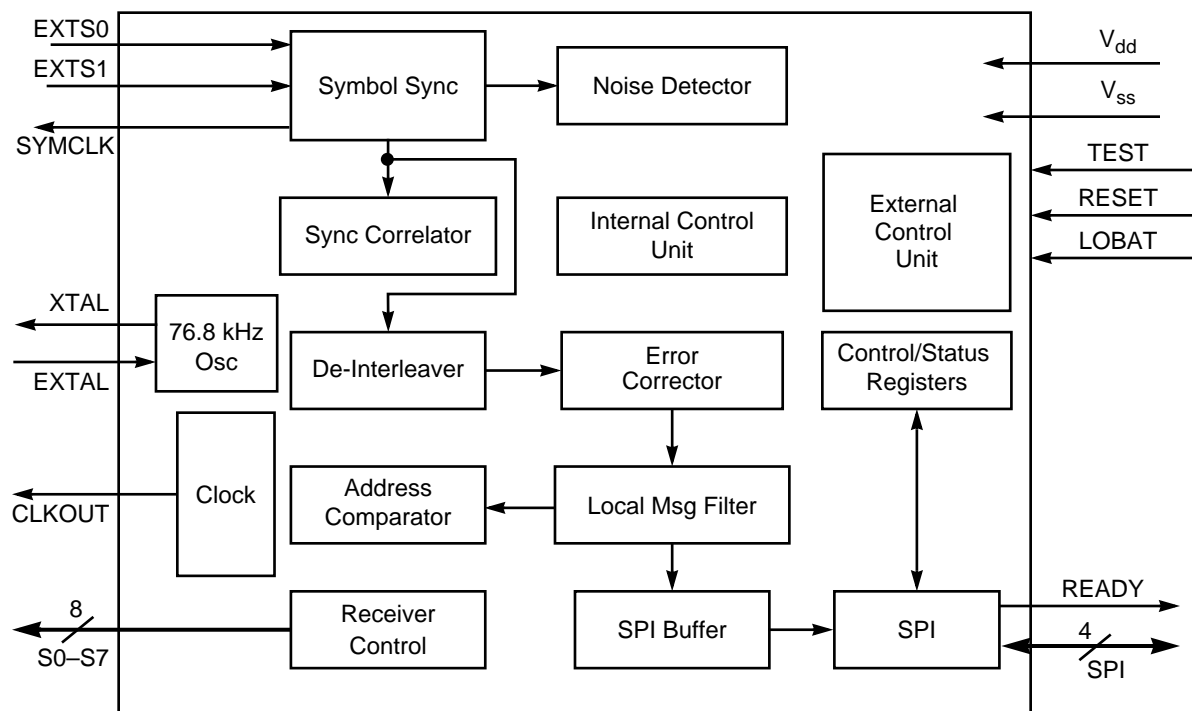 EXTS0
EXTS1
SYMCLK
Symbol Sync
Noise Detector
Vdd
Vss
TEST
RESET
LOBAT
Sync Correlator
Internal Control
Unit
External
Control
Unit
XTAL
EXTAL
76.8 kHz
Osc
De-Interleaver
Error
Corrector
Control/Status
Registers
CLKOUT
Clock
Address
Comparator
Local Msg Filter
8
S0–S7
Receiver
Control
SPI Buffer
SPI
READY
4
SPI